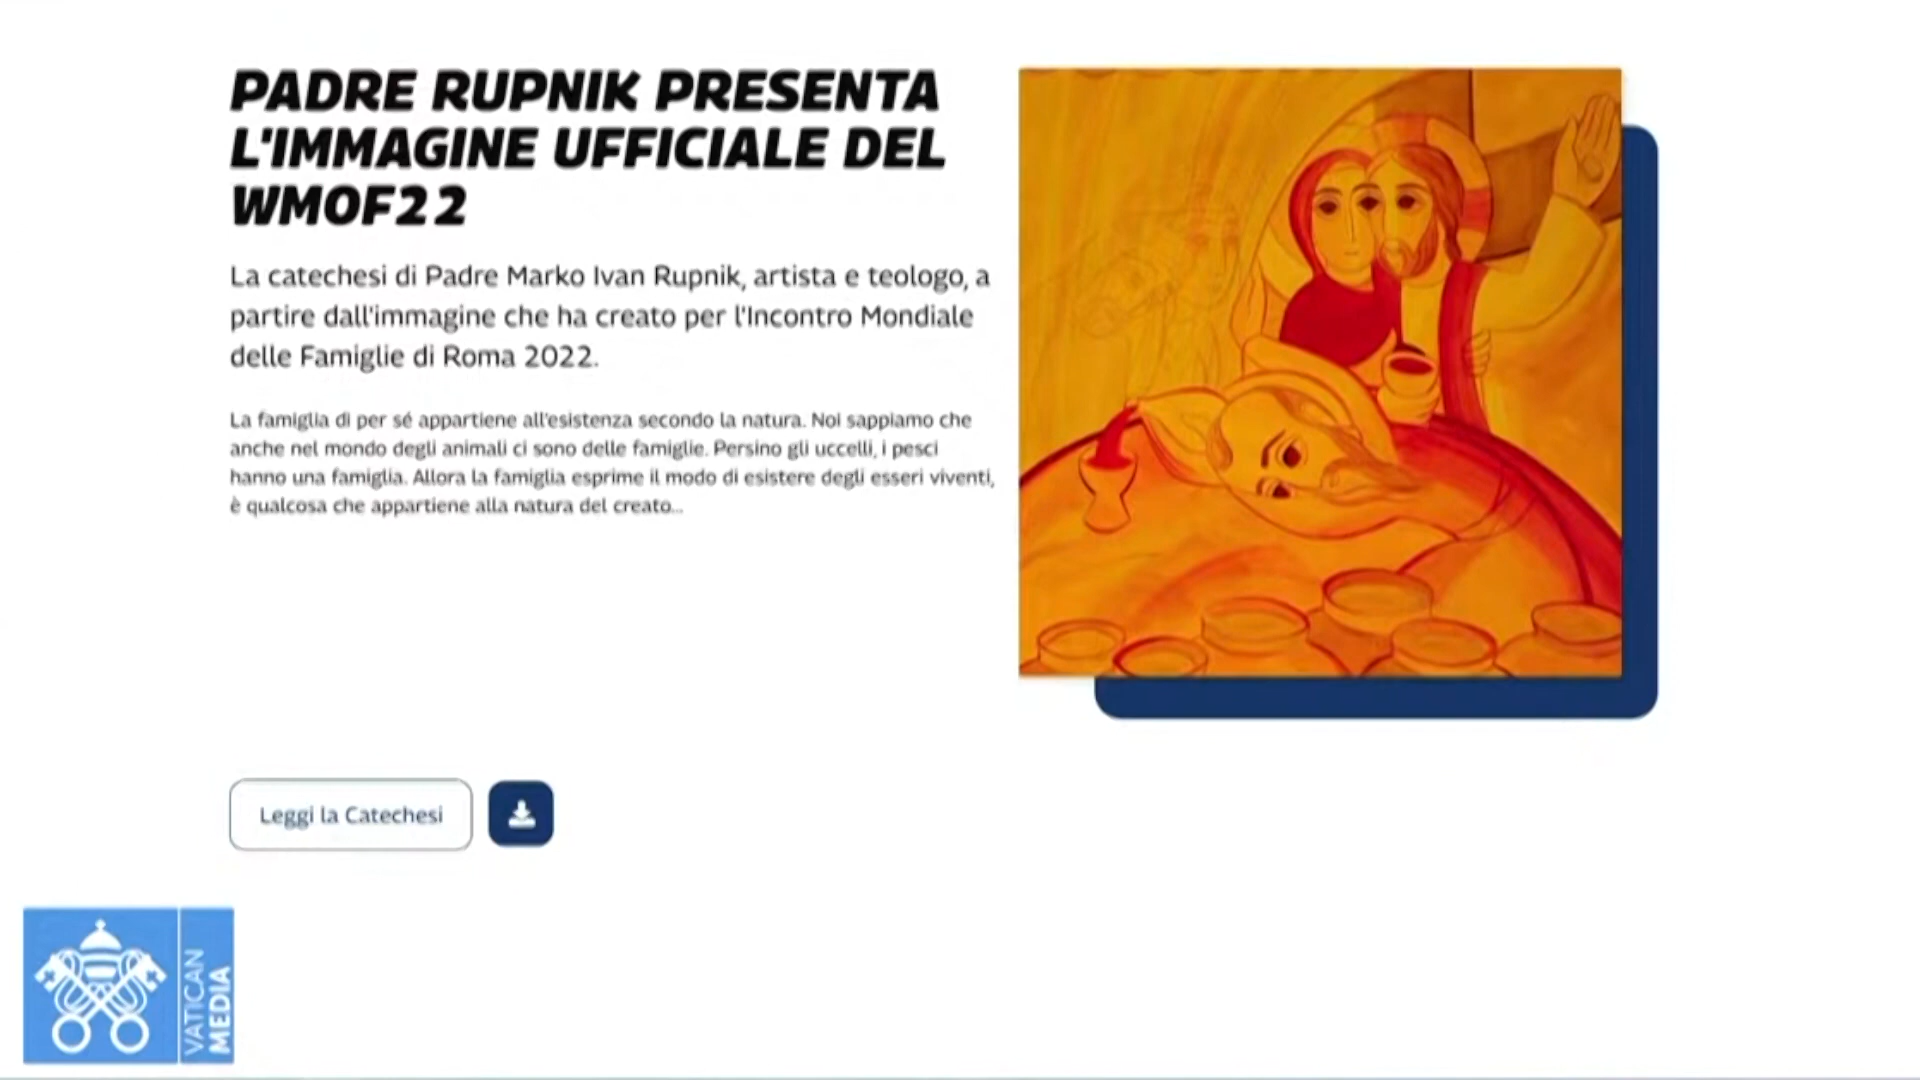 PADRE RUPNIK PRESENTA
L'IMMAGINE UFFICIALE DEL
WMOF22
La catechesi di Padre Marko Ivan Rupnik, artista e teologo, a
partire dall'immagine che ha creato per l'Incontro Mondiale
delle Famiglie di Roma 2022.
La famiglia di per sé appartiene all'esistenza secondo la natura. Noi sappiamo che
anche nel mondo degli animali ci sono delle famiglie. Persino gli uccelli, i pesci
hanno una famiglia. Allora la famiglia esprime il modo di esistere degli esseri viventi,
è qualcosa che appartiene alla natura del creato...
Leggi la Catechesi
VATICAN
MEDIA